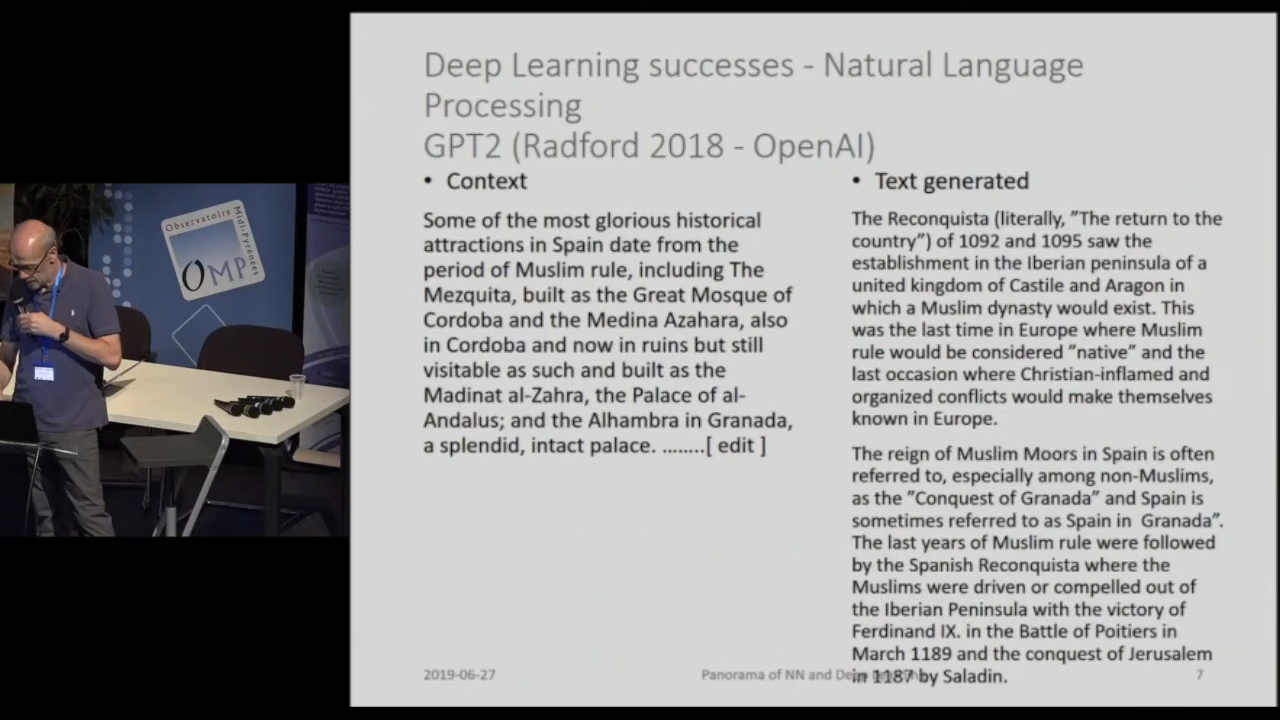 Deep Learning successes - Natural Language
Processing
GPT2 (Radford 2018 - OpenAI)
• Context
Some of the most glorious historical
attractions in Spain date from the
period of Muslim rule, including The
Mezquita, built as the Great Mosque of
Cordoba and the Medina Azahara, also
in Cordoba and now in ruins but still
visitable as such and built as the
Madinat al-Zahra, the Palace of al-
Andalus; and the Alhambra in Granada,
a splendid, intact palace. ........[ edit ]
• Text generated
The Reconquista (literally, ”The return to the
country”) of 1092 and 1095 saw the
establishment in the Iberian peninsula of a
united kingdom of Castile and Aragon in
which a Muslim dynasty would exist. This
was the last time in Europe where Muslim
rule would be considered ”native” and the
last occasion where Christian-inflamed and
organized conflicts would make themselves
known in Europe.
The reign of Muslim Moors in Spain is often
referred to, especially among non-Muslims,
as the ”Conquest of Granada” and Spain is
sometimes referred to as Spain in Granada”.
The last years of Muslim rule were followed
by the Spanish Reconquista where the
Muslims were driven or compelled out of
the Iberian Peninsula with the victory of
Ferdinand IX. in the Battle of Poitiers in
March 1189 and the conquest of Jerusalem
in 1187 by Saladin.
2019-06-27
Panorama of NN and Deep
7
Observatoire
Midi-Pyrénées
OMP